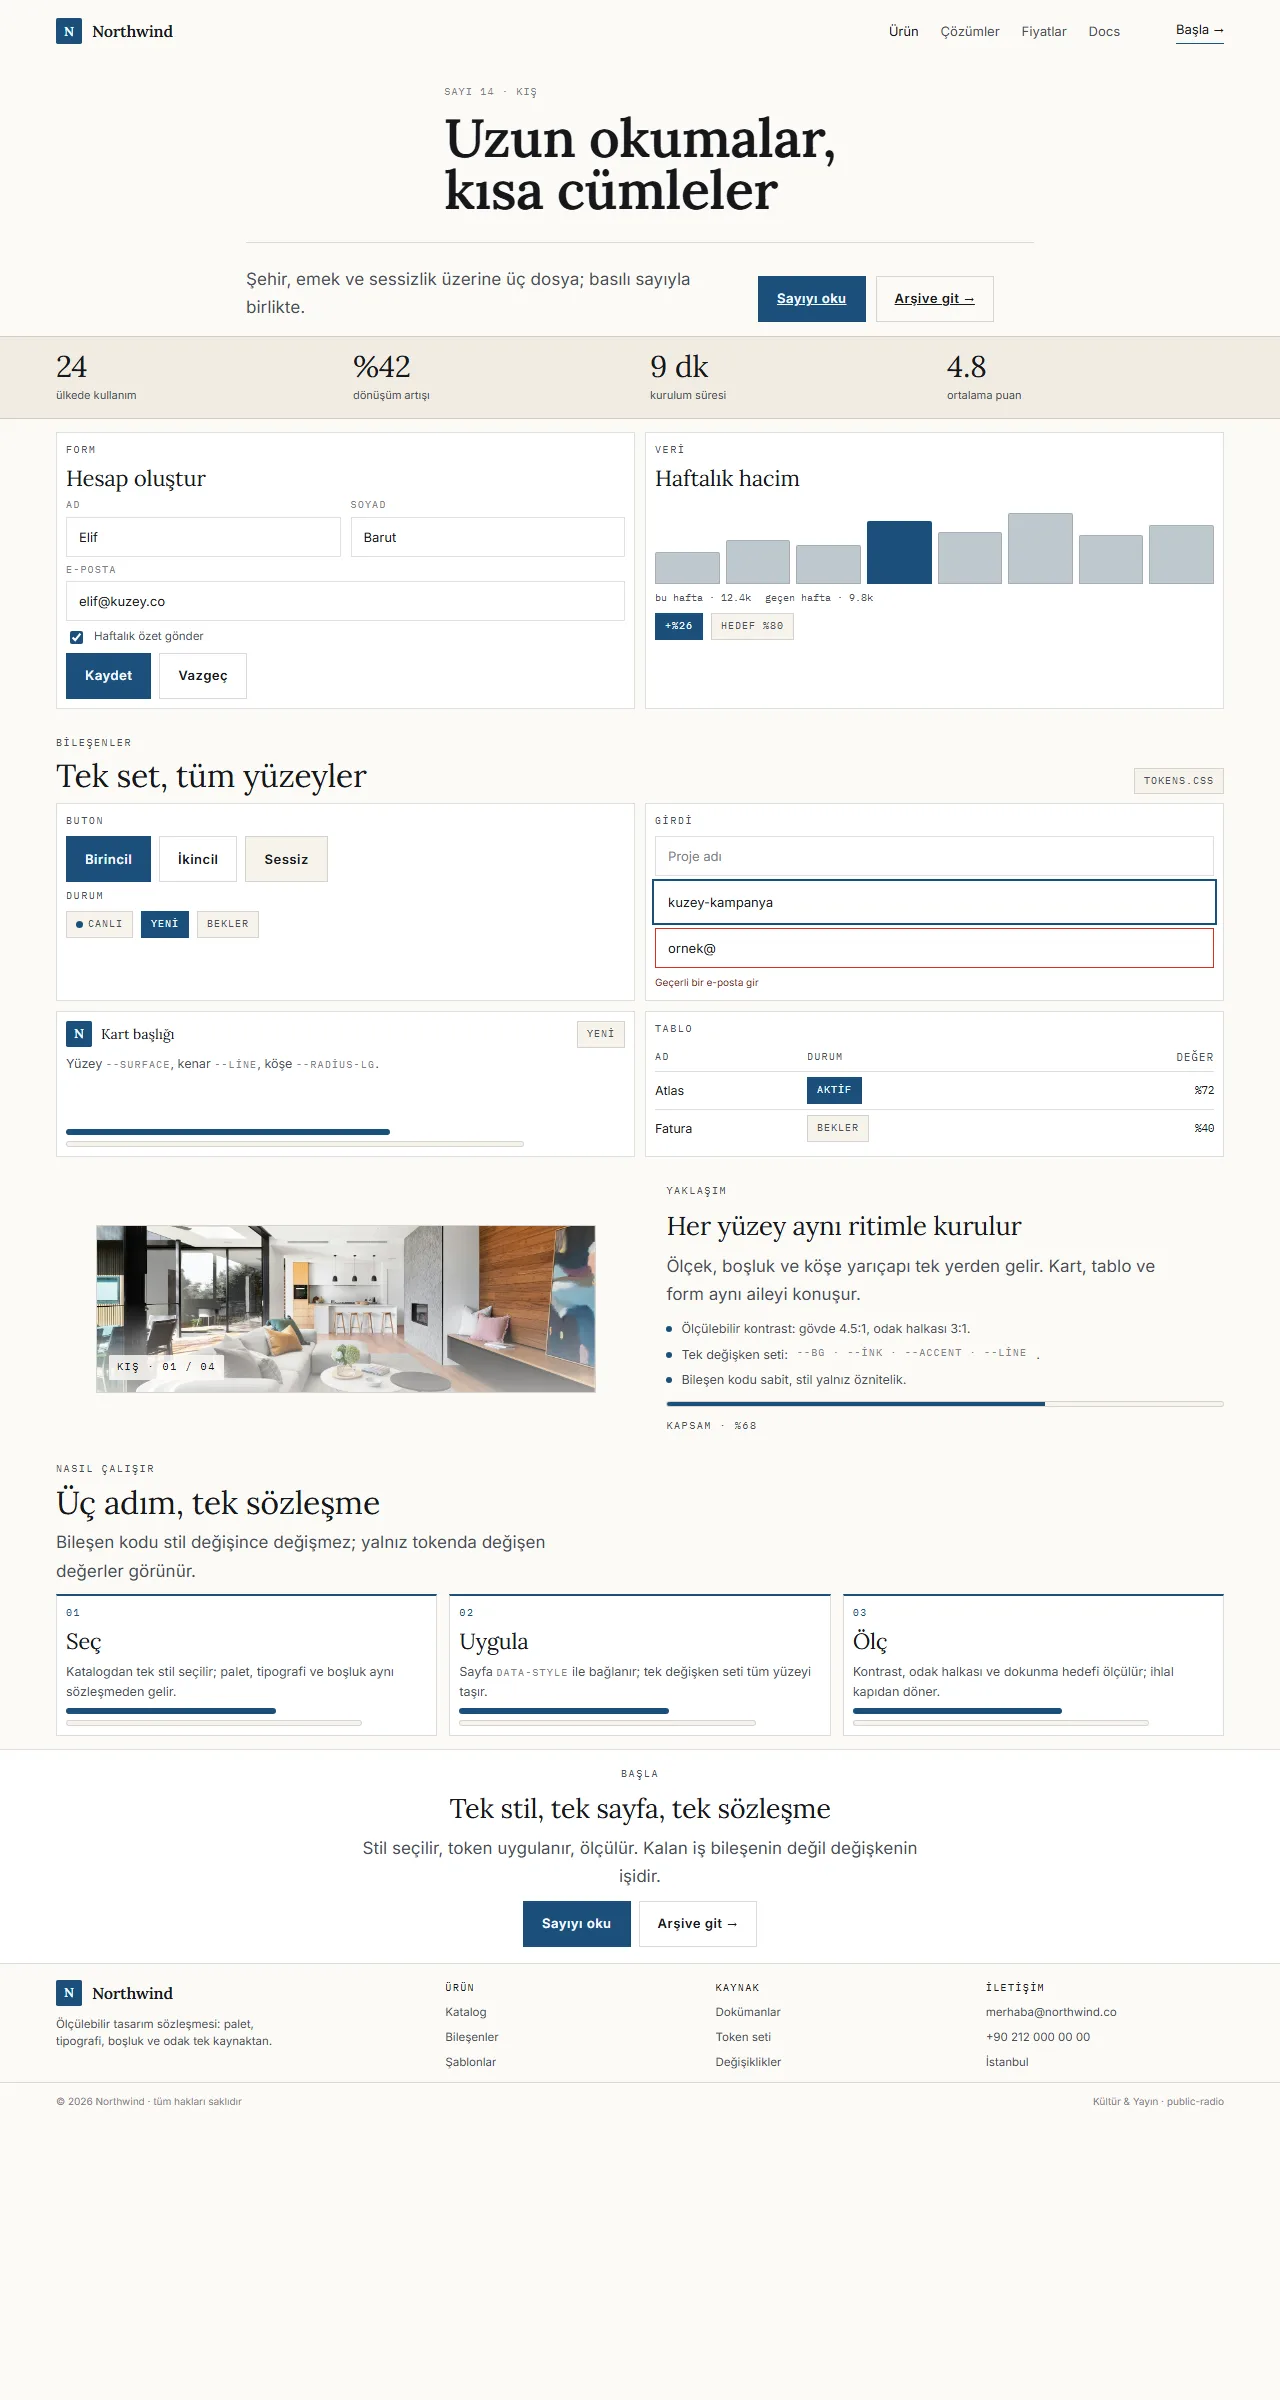 N Northwind
Ürün Çözümler Fiyatlar Docs Başla →
SAYI 14 · KIŞ
Uzun okumalar,
kısa cümleler
Şehir, emek ve sessizlik üzerine üç dosya; basılı sayıyla
birlikte.
Sayıyı oku Arşive git →
24 %42 9 dk 4.8
ülkede kullanım dönüşüm artışı kurulum süresi ortalama puan
FORM
Hesap oluştur
AD SOYAD
Elif Barut
E-POSTA
elif@kuzey.co
Haftalık özet gönder
Kaydet Vazgeç
VERİ
Haftalık hacim
bu hafta · 12.4k geçen hafta · 9.8k
+%26 HEDEF %80
BİLEŞENLER
Tek set, tüm yüzeyler
TOKENS.CSS
BUTON
Birincil İkincil Sessiz
DURUM
CANLI YENİ BEKLER
GİRDİ
Proje adı
kuzey-kampanya
ornek@
Geçerli bir e-posta gir
N Kart başlığı YENİ
Yüzey --SURFACE, kenar --LİNE, köşe --RADİUS-LG.
TABLO
AD DURUM DEĞER
Atlas AKTİF %72
Fatura BEKLER %40
KIŞ · 01 / 04
YAKLAŞIM
Her yüzey aynı ritimle kurulur
Ölçek, boşluk ve köşe yarıçapı tek yerden gelir. Kart, tablo ve
form aynı aileyi konuşur.
Ölçülebilir kontrast: gövde 4.5:1, odak halkası 3:1.
Tek değişken seti: --BG · --İNK · --ACCENT · --LİNE .
Bileşen kodu sabit, stil yalnız öznitelik.
KAPSAM · %68
NASIL ÇALIŞIR
Üç adım, tek sözleşme
Bileşen kodu stil değişince değişmez; yalnız tokenda değişen
değerler görünür.
01
Seç
Katalogdan tek stil seçilir; palet, tipografi ve boşluk aynı
sözleşmeden gelir.
02
Uygula
Sayfa DATA-STYLE ile bağlanır; tek değişken seti tüm yüzeyi
taşır.
03
Ölç
Kontrast, odak halkası ve dokunma hedefi ölçülür; ihlal
kapıdan döner.
BAŞLA
Tek stil, tek sayfa, tek sözleşme
Stil seçilir, token uygulanır, ölçülür. Kalan iş bileşenin değil değişkenin
işidir.
Sayıyı oku Arşive git →
N Northwind
Ölçülebilir tasarım sözleşmesi: palet,
tipografi, boşluk ve odak tek kaynaktan.
ÜRÜN
Katalog
Bileşenler
Şablonlar
KAYNAK
Dokümanlar
Token seti
Değişiklikler
İLETİŞİM
merhaba@northwind.co
+90 212 000 00 00
İstanbul
© 2026 Northwind · tüm hakları saklıdır
Kültür & Yayın · public-radio